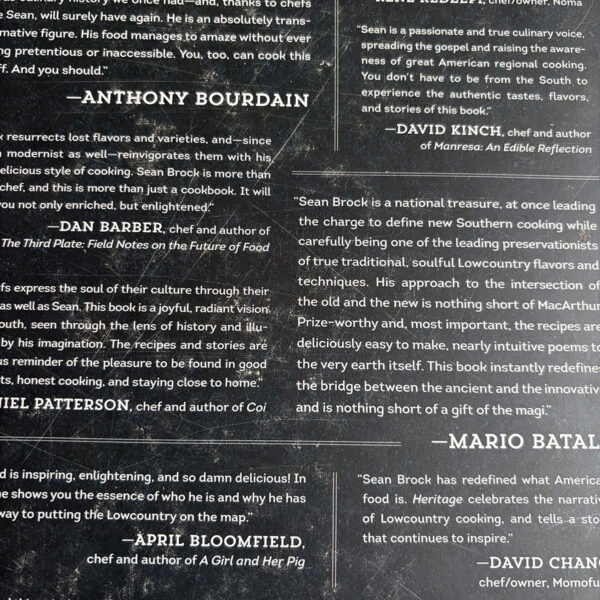 culinary history we once had—and, thanks to chefs
Sean, will surely have again. He is an absolutely trans-
mative figure. His food manages to amaze without ever
ng pretentious or inaccessible. You, too, can cook this
ff. And you should.”
—ANTHONY BOURDAIN
resurrects lost flavors and varieties, and—since
modernist as well—reinvigorates them with his
elicious style of cooking. Sean Brock is more than
chef, and this is more than just a cookbook. It will
you not only enriched, but enlightened.”
—DAN BARBER, chef and author of
The Third Plate: Field Notes on the Future of Food
fs express the soul of their culture through their
as well as Sean. This book is a joyful, radiant vision
outh, seen through the lens of history and illu-
by his imagination. The recipes and stories are
us reminder of the pleasure to be found in good
ts, honest cooking, and staying close to home.”
NIEL PATTERSON, chef and author of Coi
d is inspiring, enlightening, and so damn delicious! In
he shows you the essence of who he is and why he has
way to putting the Lowcountry on the map.”
—APRIL BLOOMFIELD,
chef and author of A Girl and Her Pig
—RENÉ REDZEPI, chef/owner, Noma
“Sean is a passionate and true culinary voice,
spreading the gospel and raising the aware-
ness of great American regional cooking.
You don’t have to be from the South to
experience the authentic tastes, flavors,
and stories of this book.”
—DAVID KINCH, chef and author
of Manresa: An Edible Reflection
“Sean Brock is a national treasure, at once leading
the charge to define new Southern cooking while
carefully being one of the leading preservationists
of true traditional, soulful Lowcountry flavors and
techniques. His approach to the intersection of
the old and the new is nothing short of MacArthur
Prize-worthy and, most important, the recipes are
deliciously easy to make, nearly intuitive poems to
the very earth itself. This book instantly redefines
the bridge between the ancient and the innovative
and is nothing short of a gift of the magi.”
—MARIO BATAL
“Sean Brock has redefined what America
food is. Heritage celebrates the narrativ
of Lowcountry cooking, and tells a sto
that continues to inspire.”
—DAVID CHANG
chef/owner, Momofu